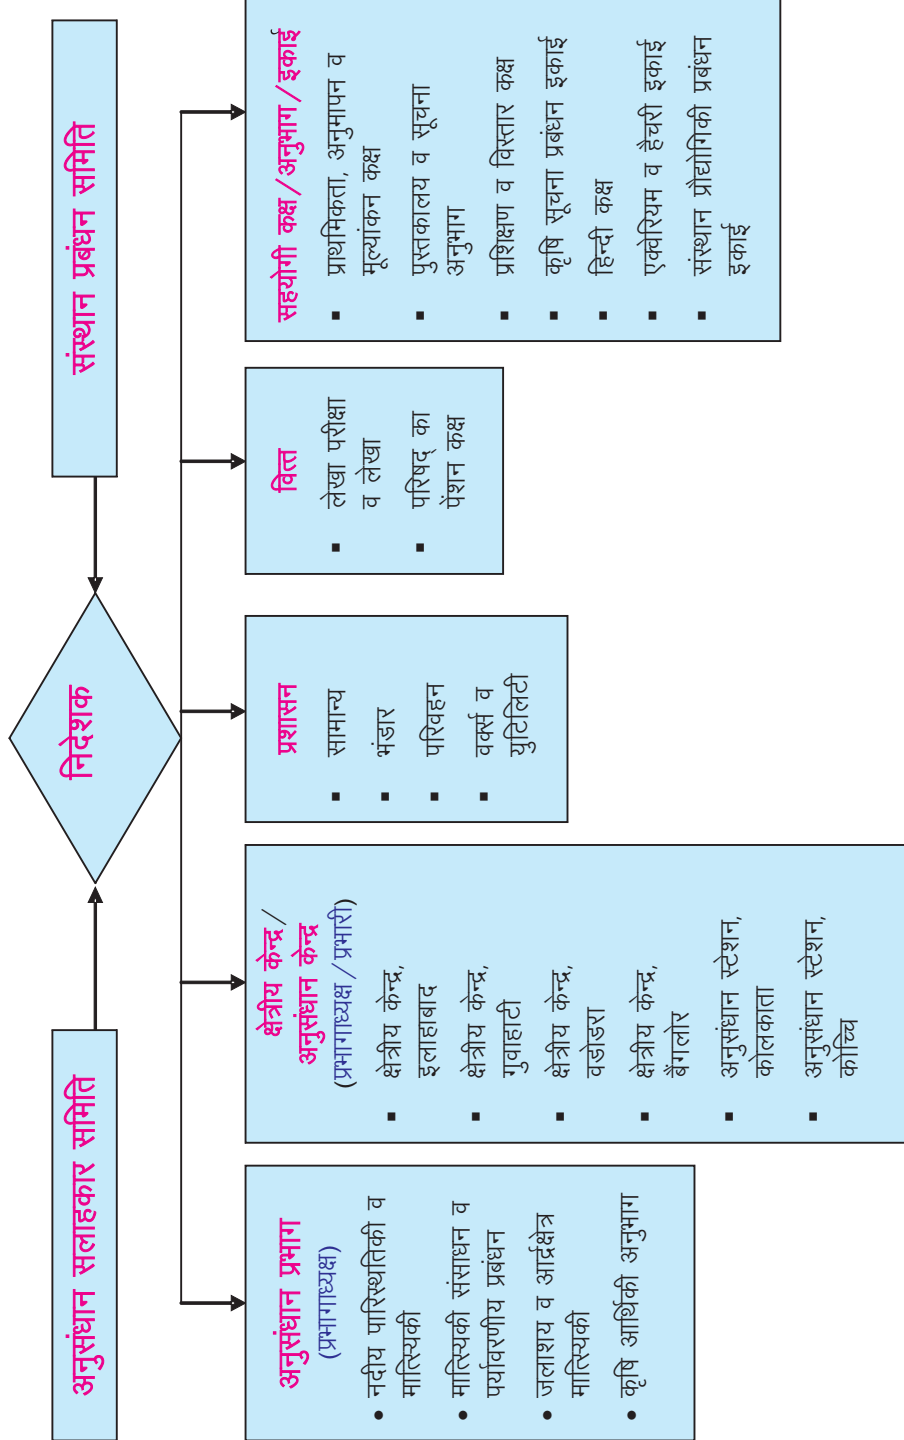 अनुसंधान सलाहकार समिति
निदेशक
संस्थान प्रबंधन समिति
अनुसंधान प्रभाग
(प्रभागाध्यक्ष)
• नदीय पारिस्थितिकी व
मात्स्यिकी
• मात्स्यिकी संसाधन व
पर्यावरणीय प्रबंधन
• जलाशय व आर्द्रक्षेत्र
मात्स्यिकी
• कृषि आर्थिकी अनुभाग
क्षेत्रीय केन्द्र/
अनुसंधान केन्द्र
(प्रभागाध्यक्ष/प्रभारी)
▪ क्षेत्रीय केन्द्र,
इलाहाबाद
▪ क्षेत्रीय केन्द्र,
गुवाहाटी
▪ क्षेत्रीय केन्द्र,
वडोडरा
▪ क्षेत्रीय केन्द्र,
बैंगलोर
▪ अनुसंधान स्टेशन,
कोलकाता
▪ अनुसंधान स्टेशन,
कोच्चि
प्रशासन
▪ सामान्य
▪ भंडार
▪ परिवहन
▪ वर्क्स व
युटिलिटी
वित्त
▪ लेखा परीक्षा
व लेखा
▪ परिषद् का
पेंशन कक्ष
सहयोगी कक्ष/अनुभाग/इकाई
▪ प्राथमिकता, अनुमापन व
मूल्यांकन कक्ष
▪ पुस्तकालय व सूचना
अनुभाग
▪ प्रशिक्षण व विस्तार कक्ष
▪ कृषि सूचना प्रबंधन इकाई
▪ हिन्दी कक्ष
▪ एक्वेरियम व हैचरी इकाई
▪ संस्थान प्रौद्योगिकी प्रबंधन
इकाई